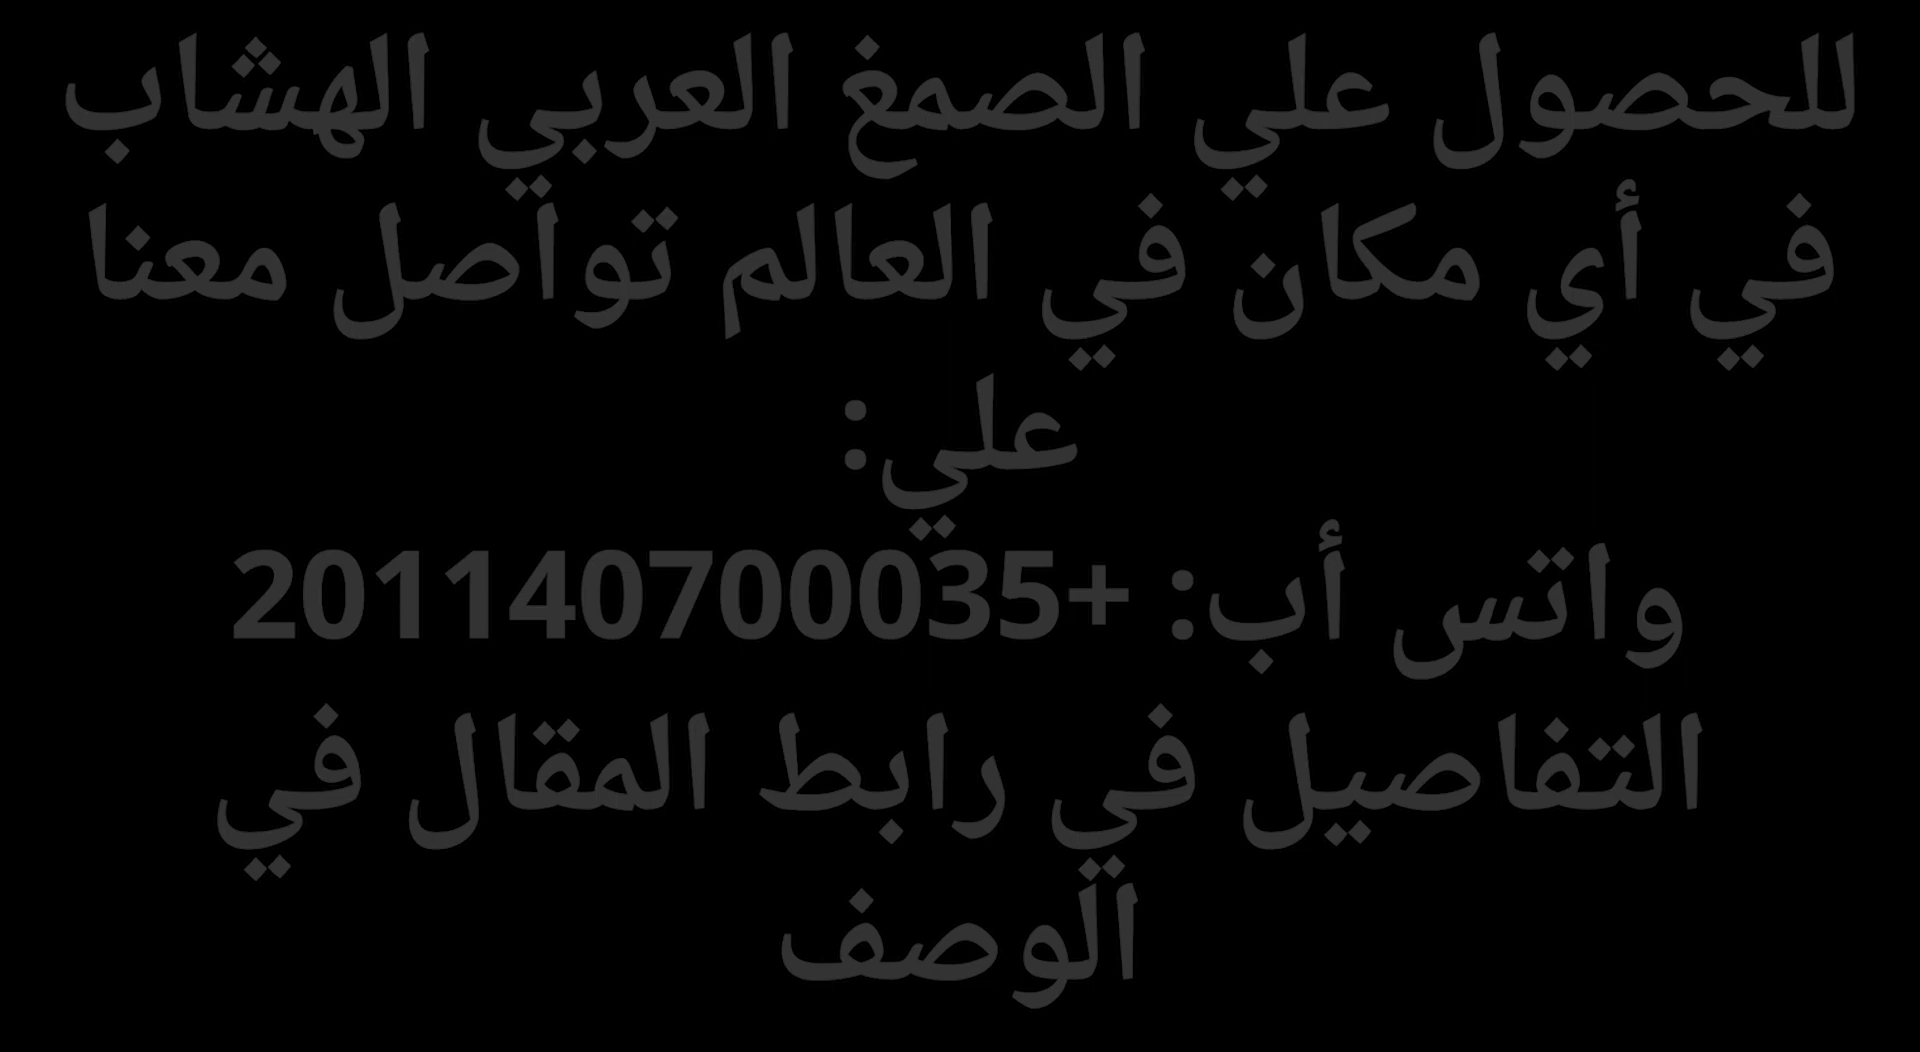 للحصول علي الصمغ العربي الهشاب
في أي مكان في العالم تواصل معنا
علي:
واتس أب: +201140700035
التفاصيل في رابط المقال في
الوصف